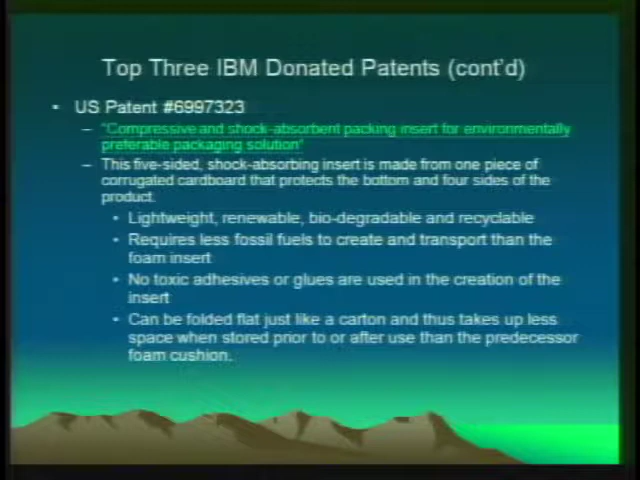 Top Three IBM Donated Patents (cont'd)
• US Patent #6997323
– "Compressive and shock-absorbent packing insert for environmentally
preferable packaging solution"
– This five-sided, shock-absorbing insert is made from one piece of
corrugated cardboard that protects the bottom and four sides of the
product.
• Lightweight, renewable, bio-degradable and recyclable
• Requires less fossil fuels to create and transport than the
foam insert
• No toxic adhesives or glues are used in the creation of the
insert
• Can be folded flat just like a carton and thus takes up less
space when stored prior to or after use than the predecessor
foam cushion.